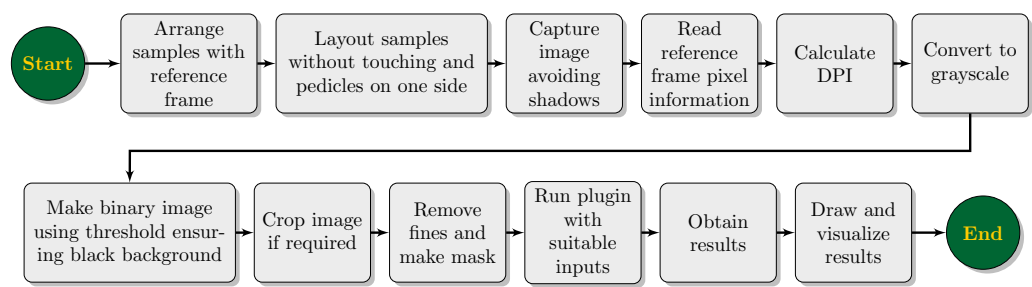 Start
Arrange
samples with
reference
frame
Layout samples
without touching and
pedicles on one side
Capture
image
avoiding
shadows
Read
reference
frame pixel
information
Calculate
DPI
Convert to
grayscale
Make binary image
using threshold ensur-
ing black background
Crop image
if required
Remove
fines and
make mask
Run plugin
with
suitable
inputs
Obtain
results
Draw and
visualize
results
End